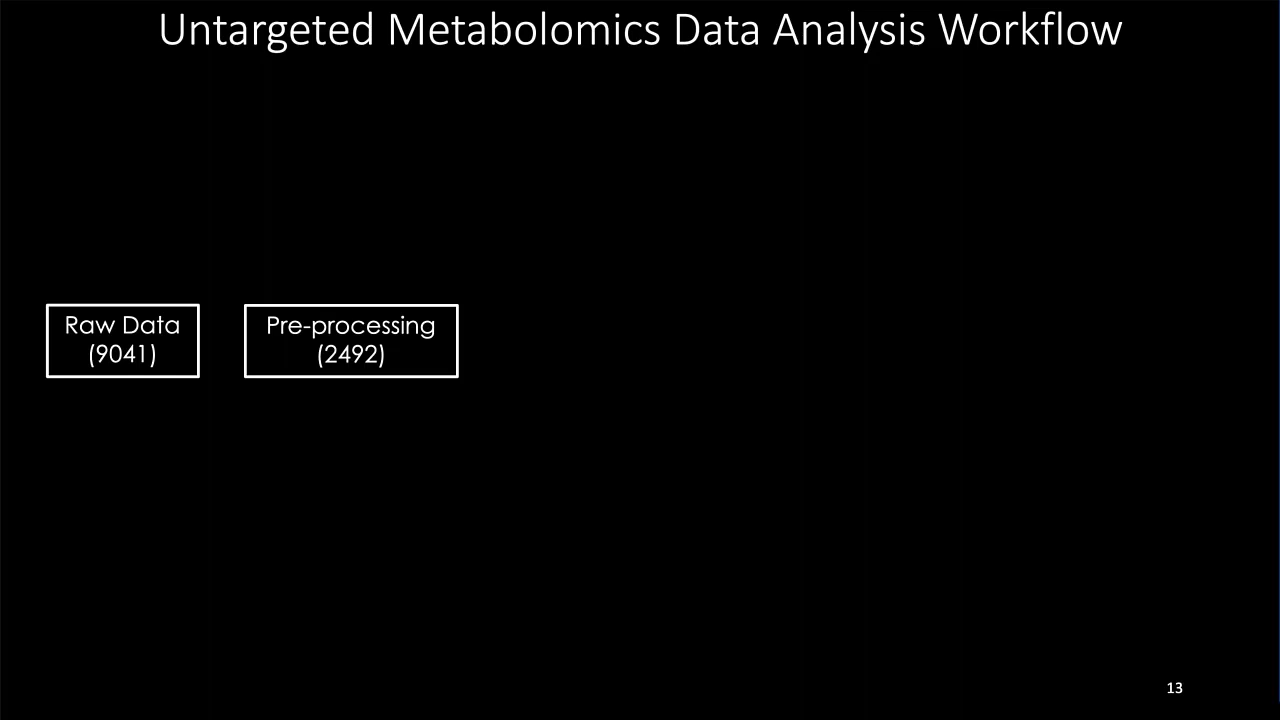 Untargeted Metabolomics Data Analysis Workflow
Raw Data
(9041)
Pre-processing
(2492)
13